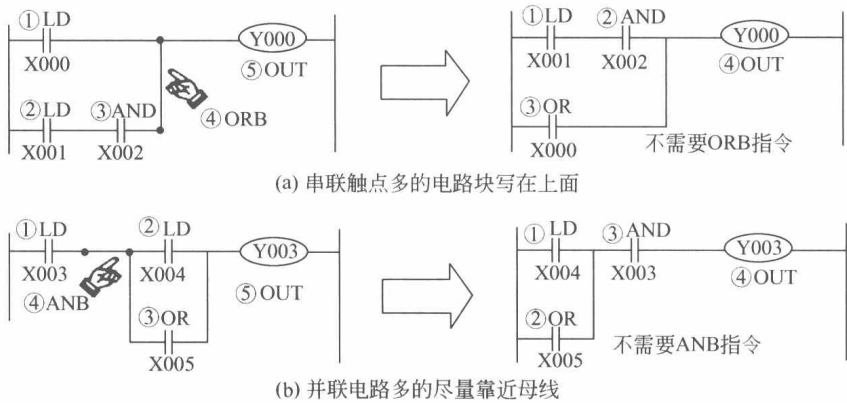 ①LD
X000
Y000
⑤OUT
②LD
③AND
④ORB
X001
X002
①LD
②AND
Y000
X001
X002
④OUT
③OR
X000
不需要ORB指令
(a) 串联触点多的电路块写在上面
①LD
②LD
Y003
X003
X004
④ANB
⑤OUT
③OR
X005
①LD
③AND
Y003
X004
X003
④OUT
②OR
X005
不需要ANB指令
(b) 并联电路多的尽量靠近母线